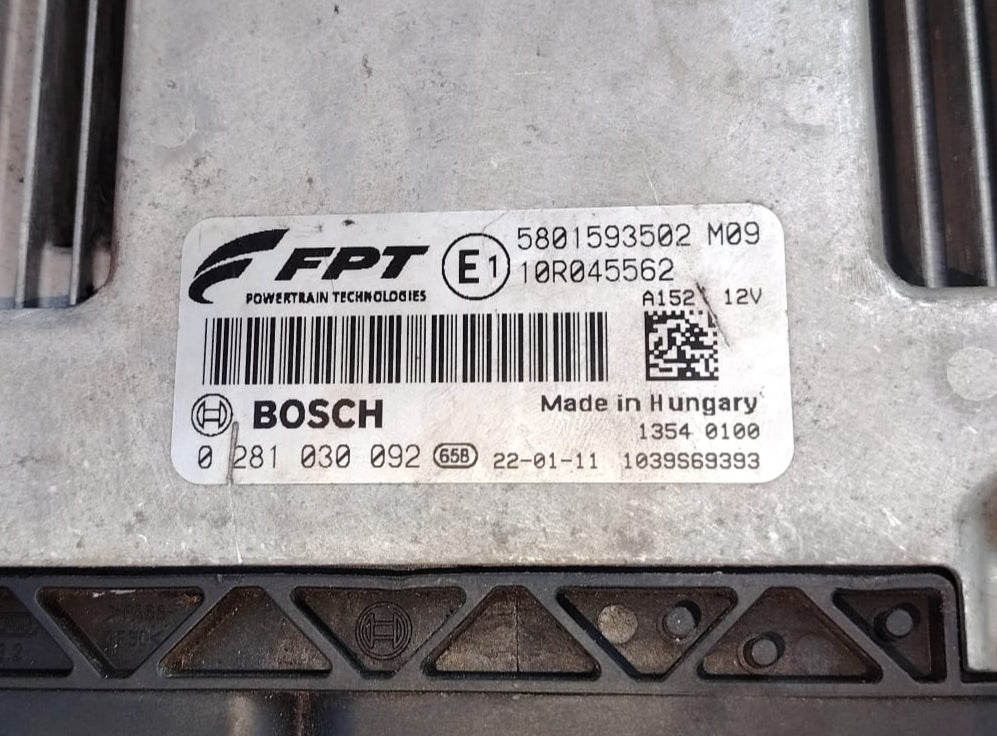 FPT
POWERTRAIN TECHNOLOGIES
E1
5801593502 M09
10R045562
A152 12V
BOSCH
Made in Hungary
1354 0100
0 281 030 092 65B 22-01-11 1039S69393